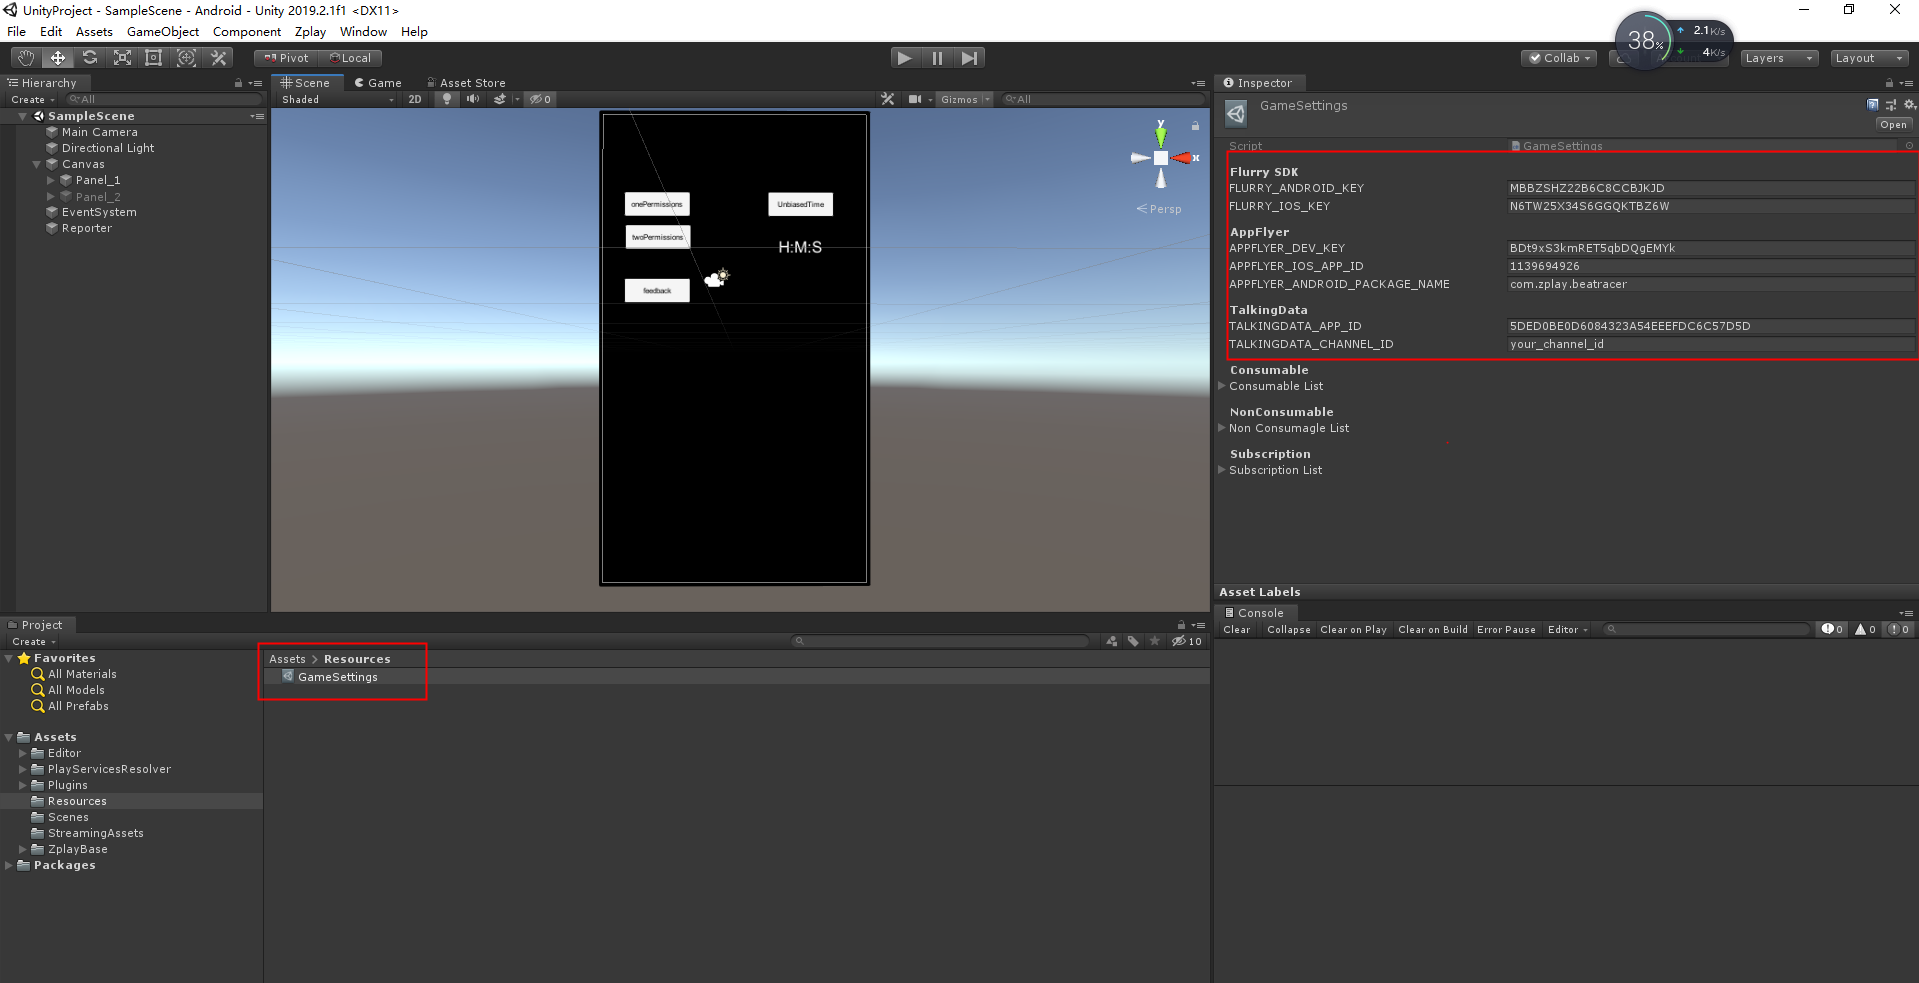 UnityProject - SampleScene - Android - Unity 2019.2.1f1 <DX11>
File Edit Assets GameObject Component Zplay Window Help
Pivot Local
Collab Layers Layout
38% 2.1K/s
4K/s
Hierarchy
Create All
SampleScene
Main Camera
Directional Light
Canvas
Panel_1
Panel_2
EventSystem
Reporter
Scene Game Asset Store
Shaded 2D 0 Gizmos All
y
x
Persp
onePermissions
UnbiasedTime
twoPermissions
H:M:S
feedback
Inspector
GameSettings
Open
Script GameSettings
Flurry SDK
FLURRY_ANDROID_KEY MBBZSHZ22B6C8CCBJKJD
FLURRY_IOS_KEY N6TW25X34S6GGQKTBZ6W
AppFlyer
APPFLYER_DEV_KEY BDt9xS3kmRET5qbDQgEMYk
APPFLYER_IOS_APP_ID 1139694926
APPFLYER_ANDROID_PACKAGE_NAME com.zplay.beatracer
TalkingData
TALKINGDATA_APP_ID 5DED0BE0D6084323A54EEEFDC6C57D5D
TALKINGDATA_CHANNEL_ID your_channel_id
Consumable
Consumable List
NonConsumable
Non Consumagle List
Subscription
Subscription List
Asset Labels
Console
Clear Collapse Clear on Play Clear on Build Error Pause Editor 0 0 0
Project
Create 10
Favorites
All Materials
All Models
All Prefabs
Assets
Editor
PlayServicesResolver
Plugins
Resources
Scenes
StreamingAssets
ZplayBase
Packages
Assets > Resources
GameSettings